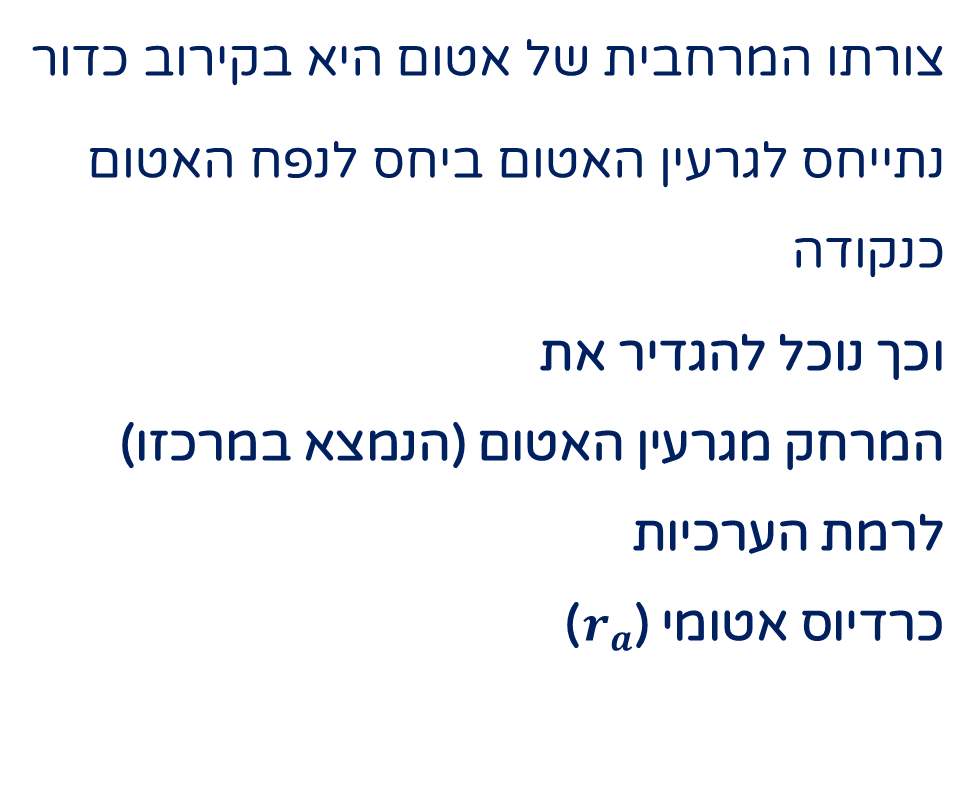 צורתו המרחבית של אטום היא בקירוב כדור
נתייחס לגרעין האטום ביחס לנפח האטום
כנקודה
וכך נוכל להגדיר את
המרחק מגרעין האטום (הנמצא במרכזו)
לרמת הערכיות
כרדיוס אטומי (rₐ)